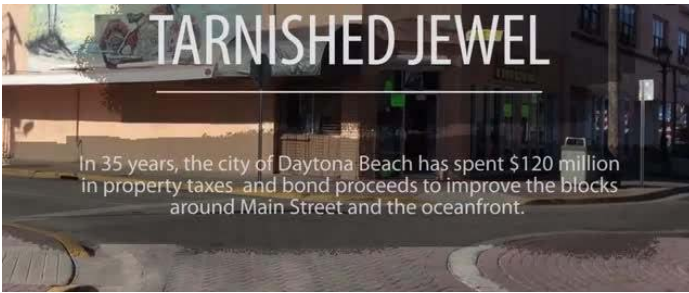 TARNISHED JEWEL
In 35 years, the city of Daytona Beach has spent $120 million
in property taxes and bond proceeds to improve the blocks
around Main Street and the oceanfront.